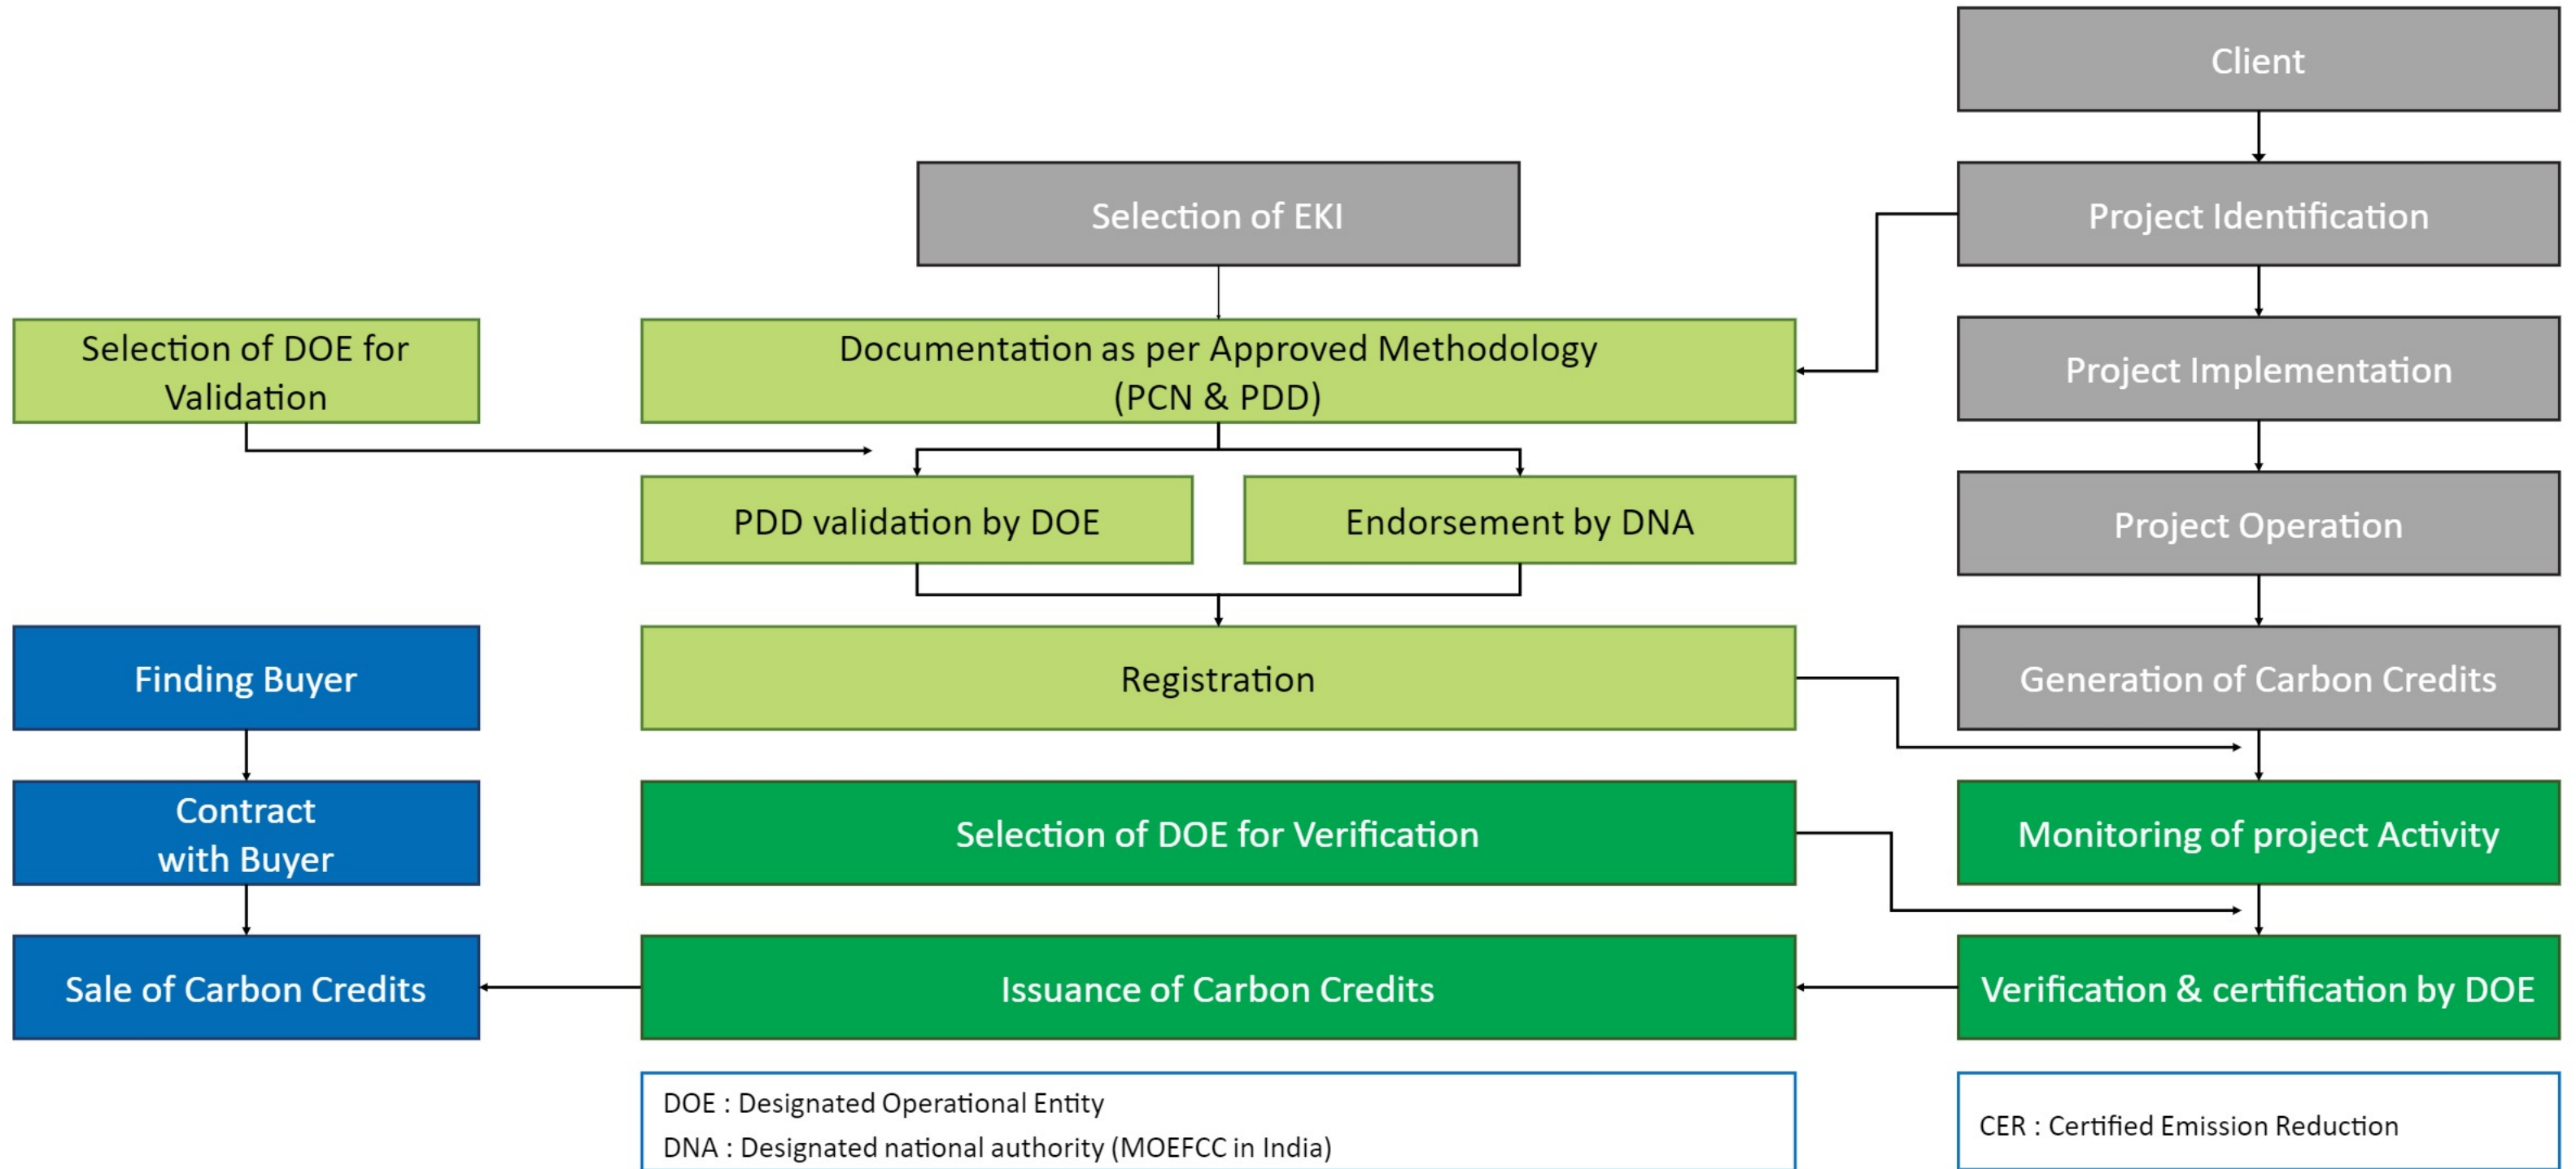 Client
Selection of EKI
Project Identification
Selection of DOE for
Validation
Documentation as per Approved Methodology
(PCN & PDD)
Project Implementation
PDD validation by DOE
Endorsement by DNA
Project Operation
Finding Buyer
Registration
Generation of Carbon Credits
Contract
with Buyer
Selection of DOE for Verification
Monitoring of project Activity
Sale of Carbon Credits
Issuance of Carbon Credits
Verification & certification by DOE
DOE : Designated Operational Entity
DNA : Designated national authority (MOEFCC in India)
CER : Certified Emission Reduction